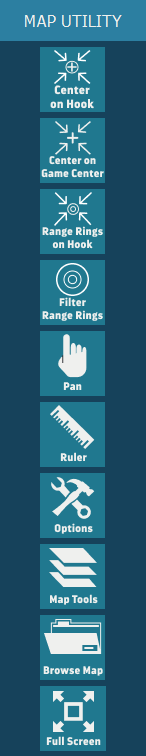 MAP UTILITY
Center
on Hook
Center on
Game Center
Range Rings
on Hook
Filter
Range Rings
Pan
Ruler
Options
Map Tools
Browse Map
Full Screen